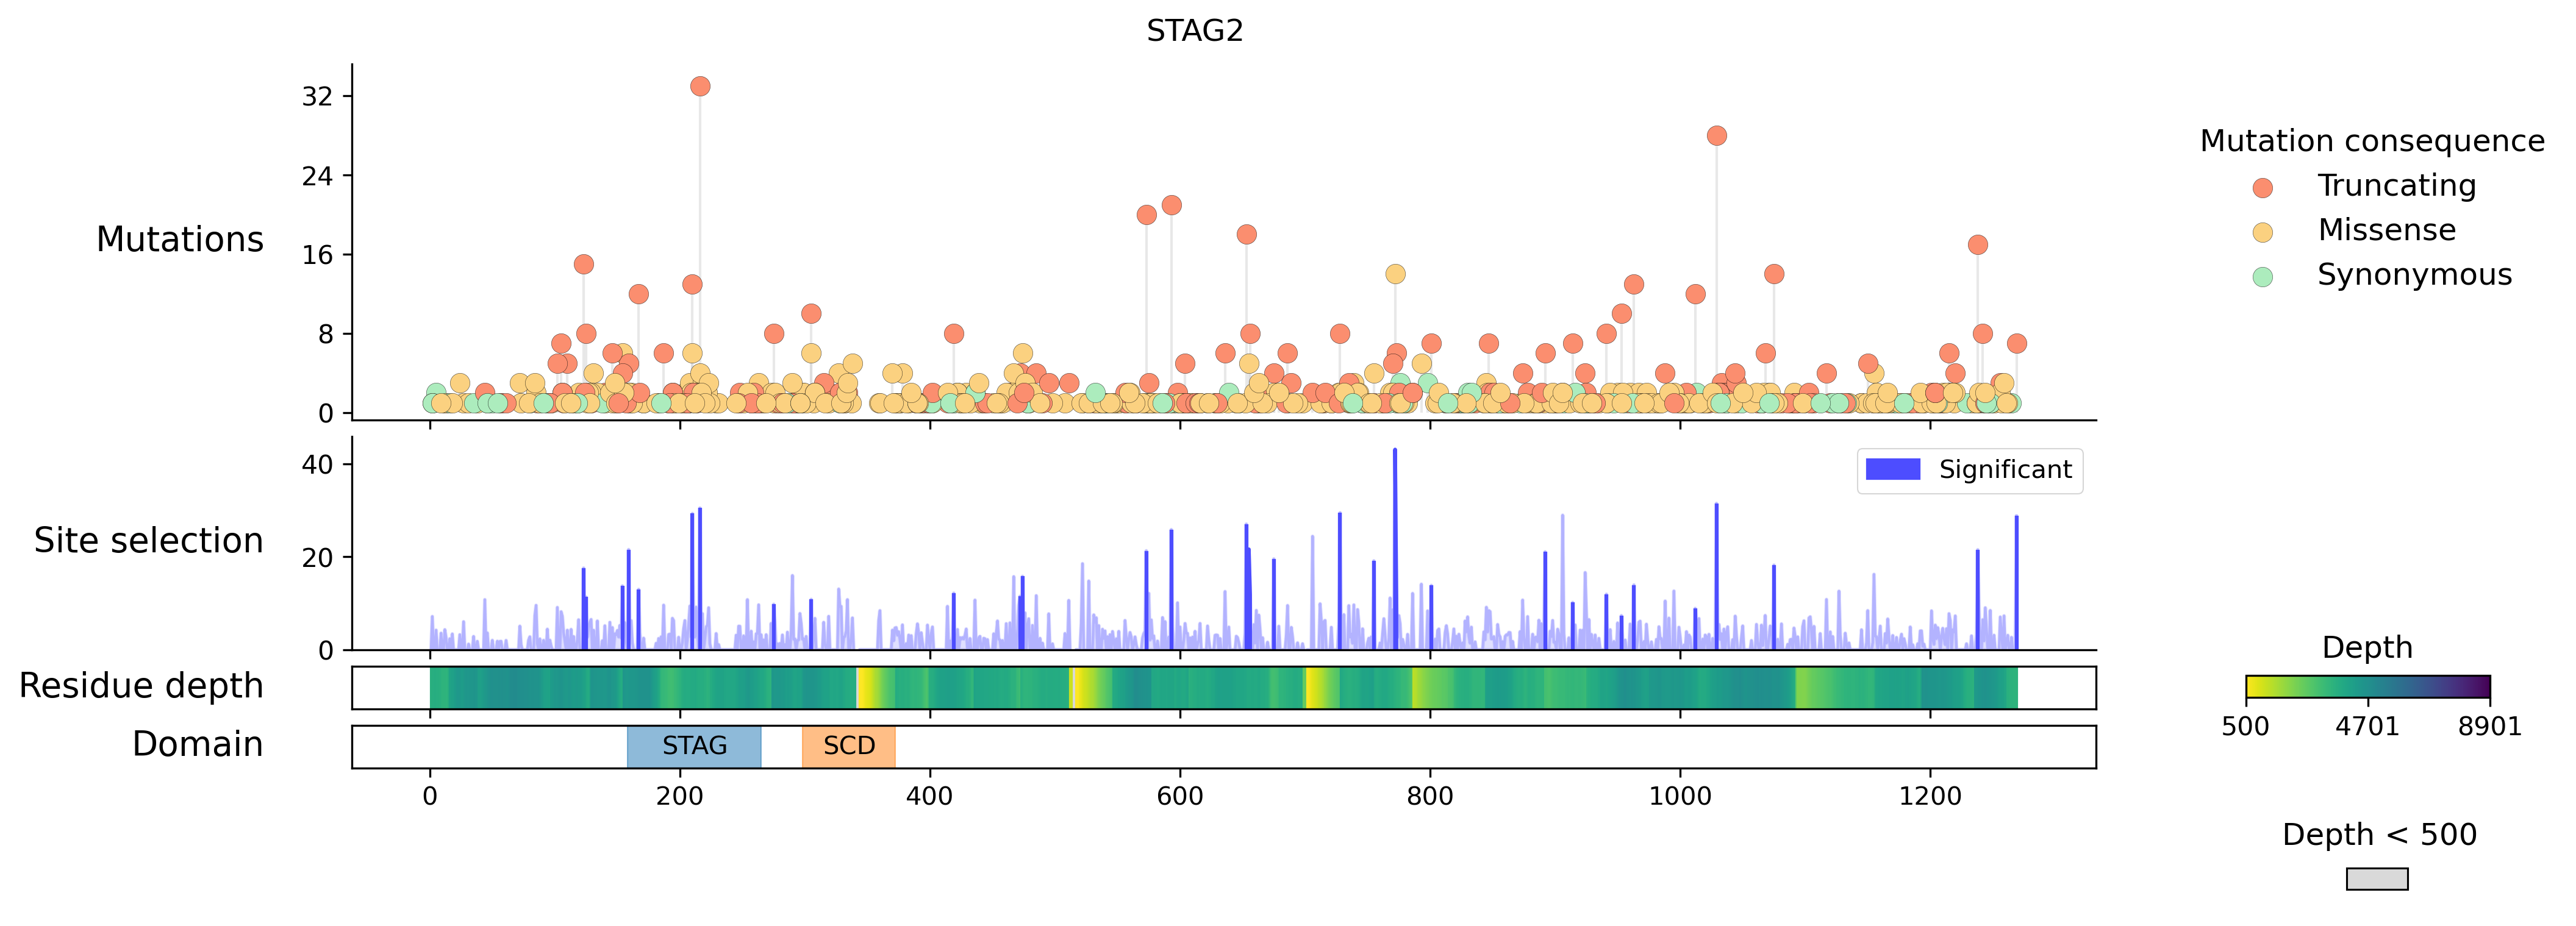 STAG2
Mutations
32
24
16
8
0
Mutation consequence
Truncating
Missense
Synonymous
Site selection
40
20
0
Significant
Residue depth
Domain
STAG
SCD
0 200 400 600 800 1000 1200
Depth
500 4701 8901
Depth < 500